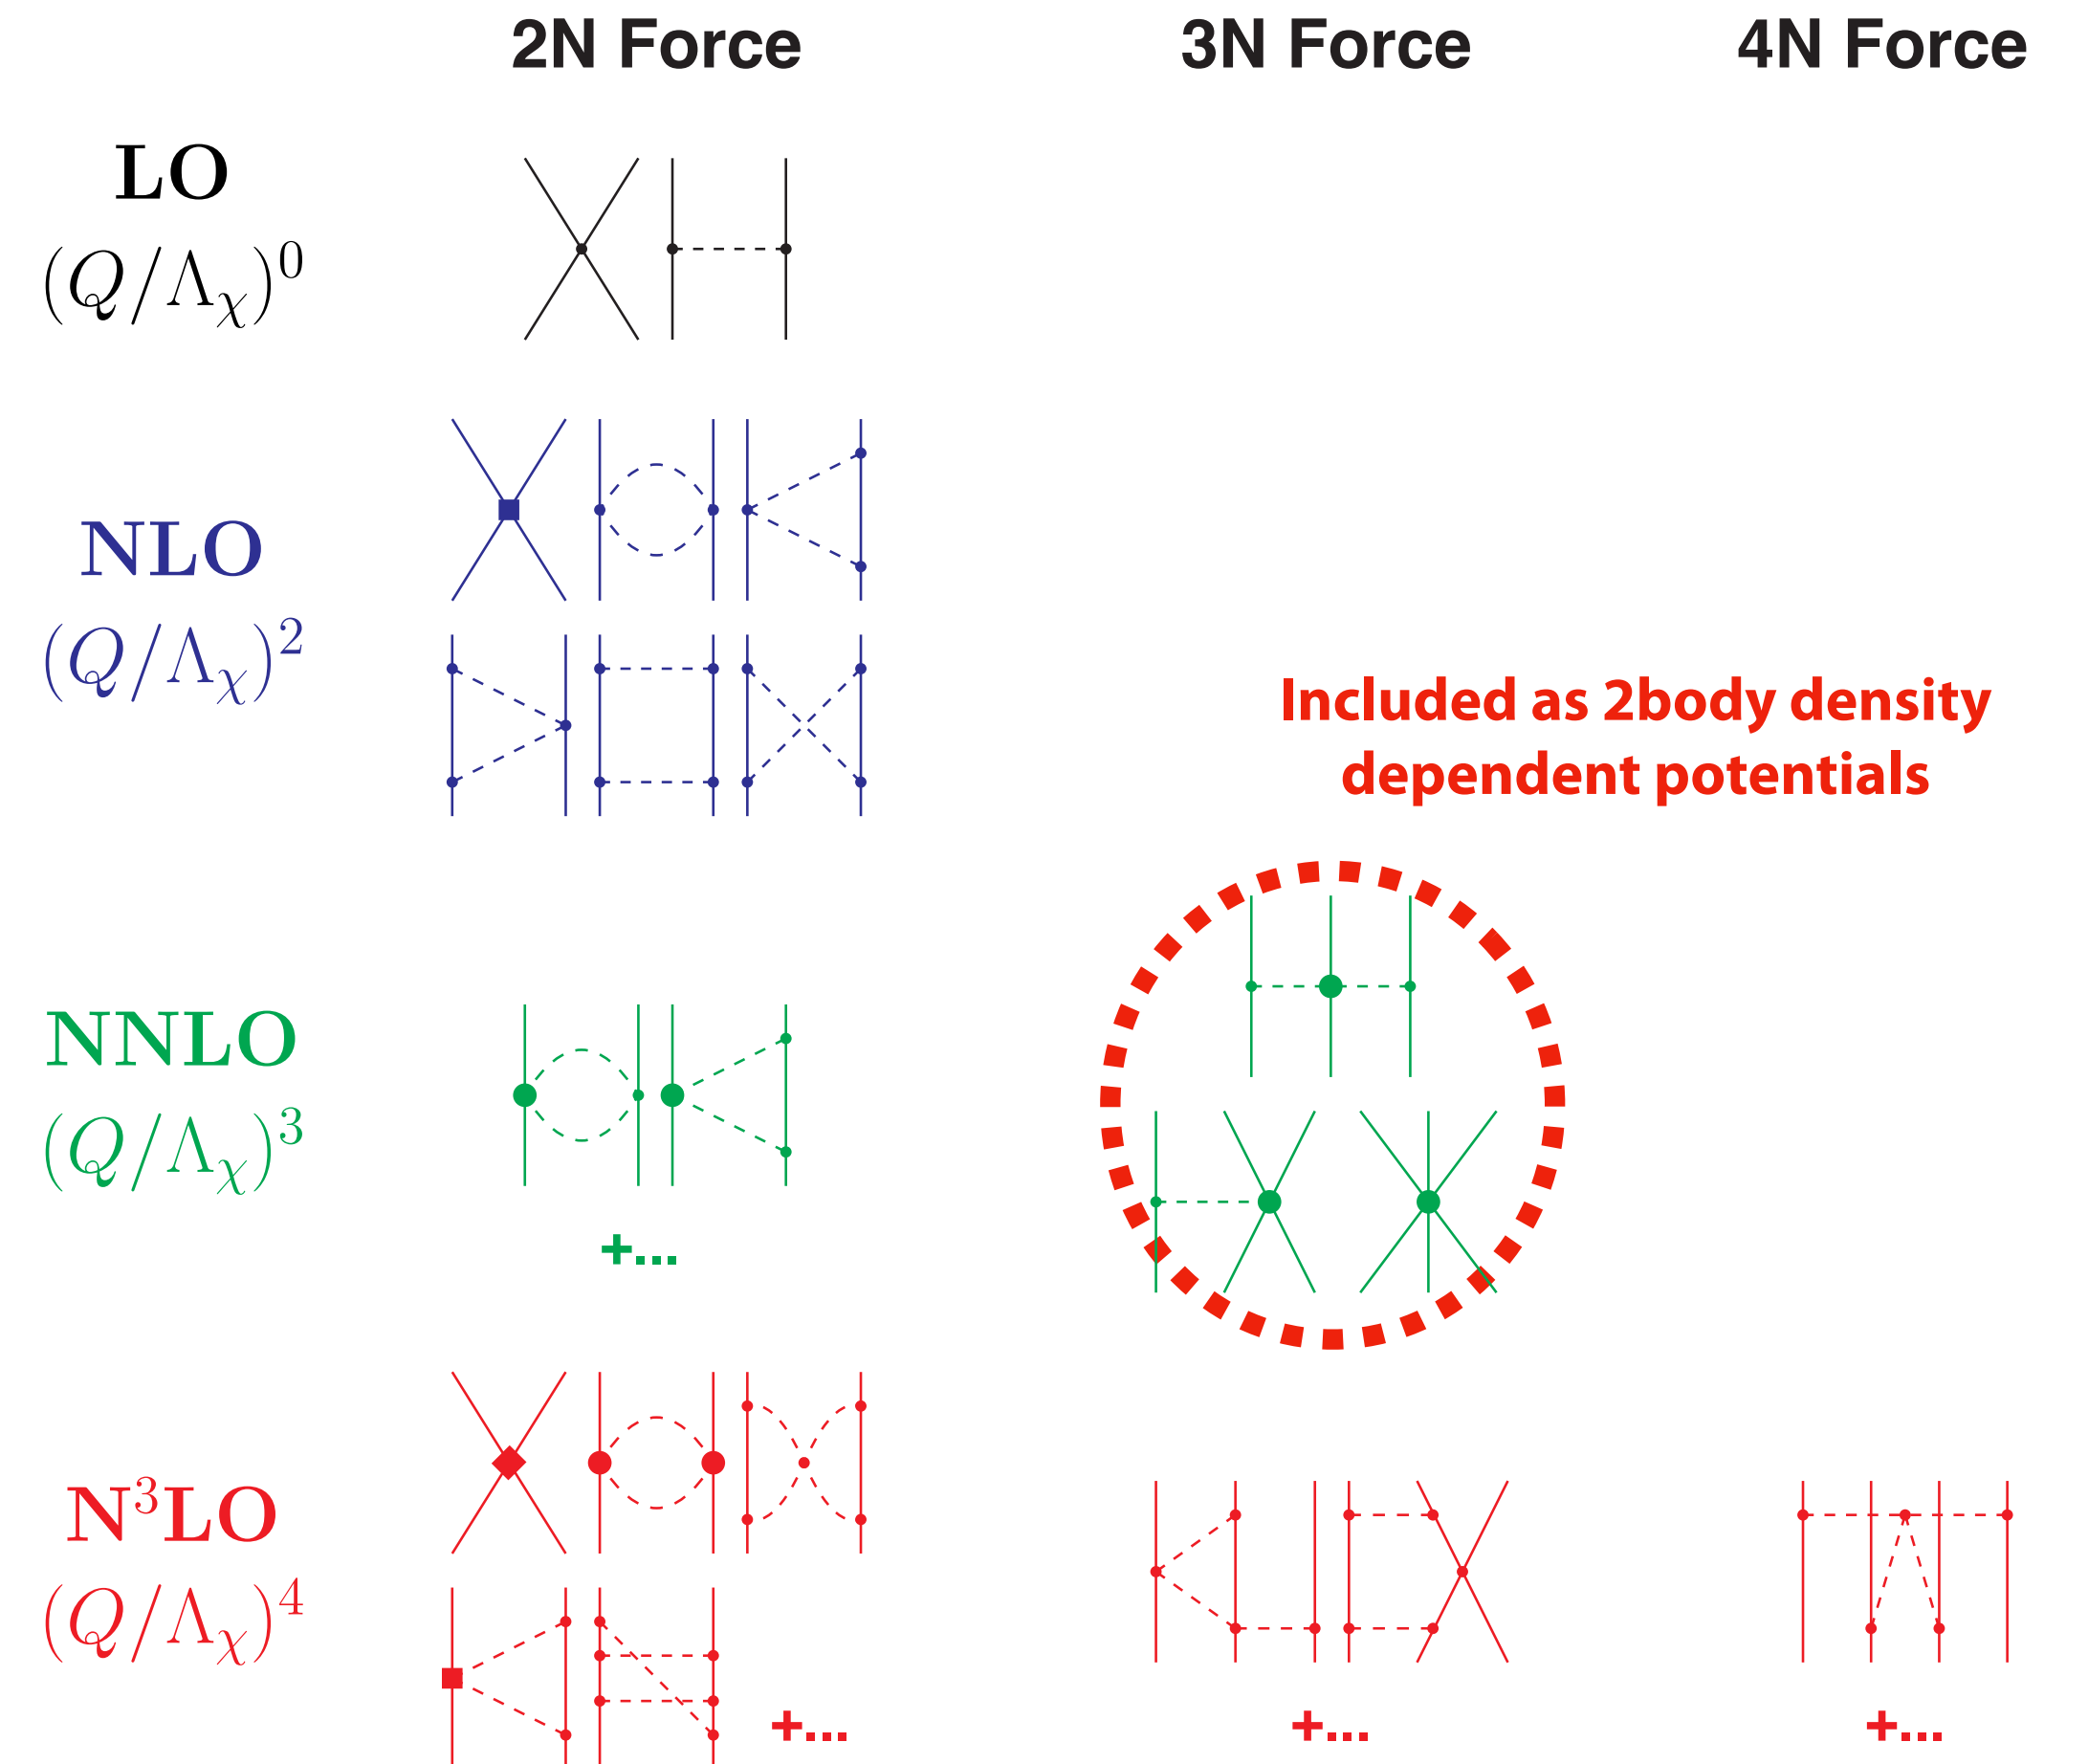 2N Force 3N Force 4N Force
LO
(Q/Λχ)⁰
NLO
(Q/Λχ)²
Included as 2body density
dependent potentials
NNLO
(Q/Λχ)³
+...
N³LO
(Q/Λχ)⁴
+... +... +...